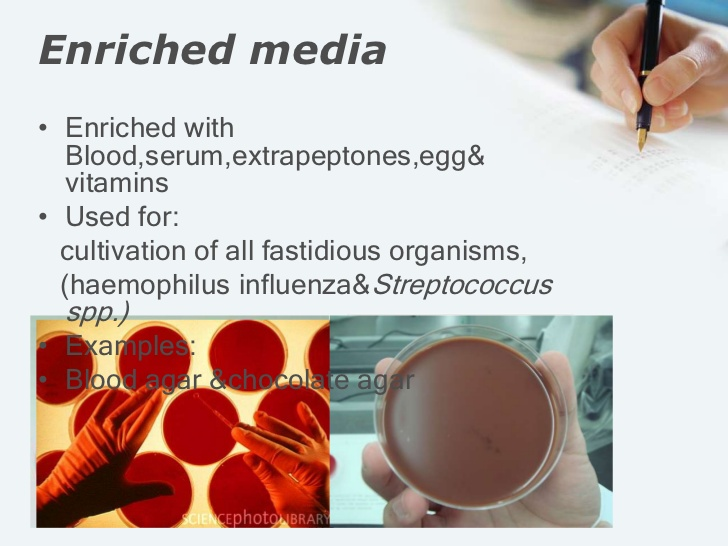 Enriched media
• Enriched with
Blood,serum,extrapeptones,egg&
vitamins
• Used for:
cultivation of all fastidious organisms,
(haemophilus influenza&Streptococcus
spp.)
• Examples:
• Blood agar &chocolate agar
SCIENCEphotoLIBRARY